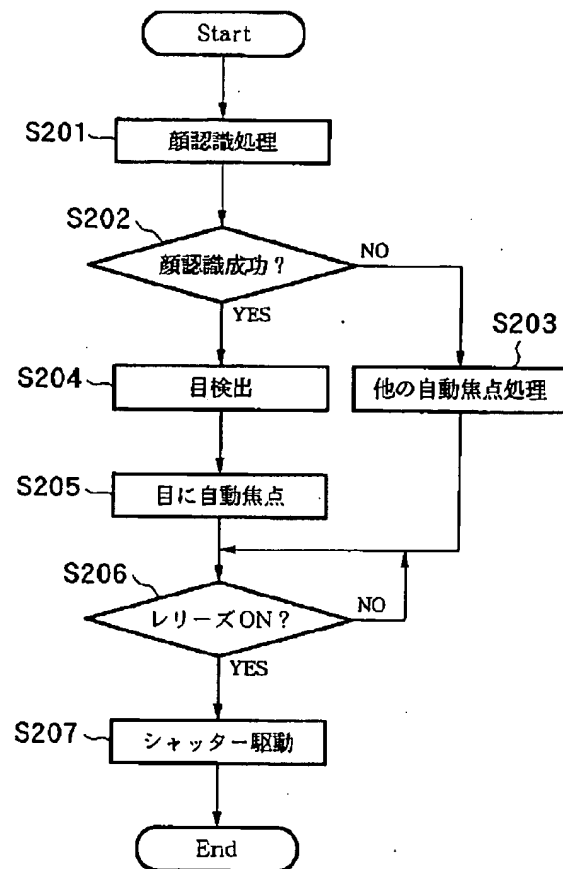 Start
S201
顔認識処理
S202
顔認識成功?
NO
YES
S203
他の自動焦点処理
S204
目検出
S205
目に自動焦点
S206
レリーズON?
NO
YES
S207
シャッター駆動
End